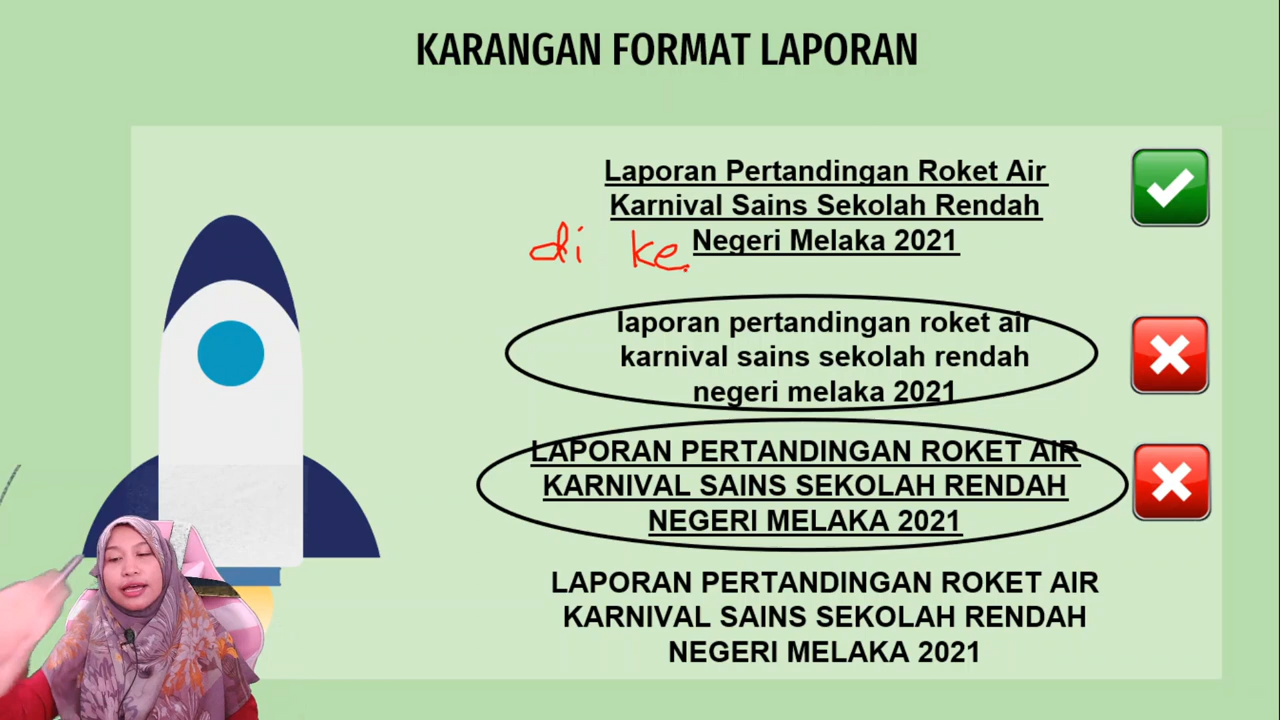 KARANGAN FORMAT LAPORAN
Laporan Pertandingan Roket Air
Karnival Sains Sekolah Rendah
Negeri Melaka 2021
di ke
laporan pertandingan roket air
karnival sains sekolah rendah
negeri melaka 2021
LAPORAN PERTANDINGAN ROKET AIR
KARNIVAL SAINS SEKOLAH RENDAH
NEGERI MELAKA 2021
LAPORAN PERTANDINGAN ROKET AIR
KARNIVAL SAINS SEKOLAH RENDAH
NEGERI MELAKA 2021